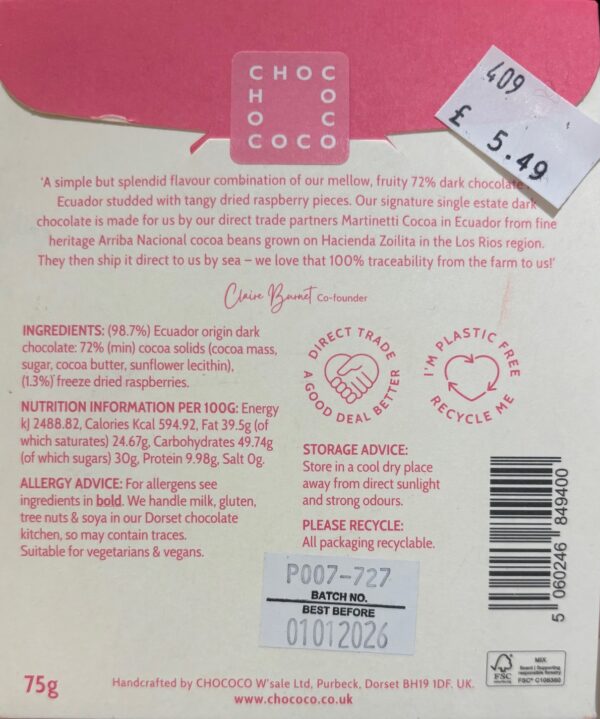 CHOC
H O
O C
COCO
409
£ 5.49
'A simple but splendid flavour combination of our mellow, fruity 72% dark chocolate
Ecuador studded with tangy dried raspberry pieces. Our signature single estate dark
chocolate is made for us by our direct trade partners Martinetti Cocoa in Ecuador from fine
heritage Arriba Nacional cocoa beans grown on Hacienda Zoilita in the Los Rios region.
They then ship it direct to us by sea – we love that 100% traceability from the farm to us!'
Claire Burnet Co-founder
INGREDIENTS: (98.7%) Ecuador origin dark
chocolate: 72% (min) cocoa solids (cocoa mass,
sugar, cocoa butter, sunflower lecithin),
(1.3%) freeze dried raspberries.
NUTRITION INFORMATION PER 100G: Energy
kJ 2488.82, Calories Kcal 594.92, Fat 39.5g (of
which saturates) 24.67g, Carbohydrates 49.74g
(of which sugars) 30g, Protein 9.98g, Salt 0g.
ALLERGY ADVICE: For allergens see
ingredients in bold. We handle milk, gluten,
tree nuts & soya in our Dorset chocolate
kitchen, so may contain traces.
Suitable for vegetarians & vegans.
DIRECT TRADE
A GOOD DEAL BETTER
I'M PLASTIC FREE
RECYCLE ME
STORAGE ADVICE:
Store in a cool dry place
away from direct sunlight
and strong odours.
PLEASE RECYCLE:
All packaging recyclable.
P007-727
BATCH NO.
BEST BEFORE
01012026
5 060246 849400
75g
Handcrafted by CHOCOCO W'sale Ltd, Purbeck, Dorset BH19 1DF. UK.
www.chococo.co.uk
FSC
MIX
Board | Supporting
responsible forestry
FSC® C108380